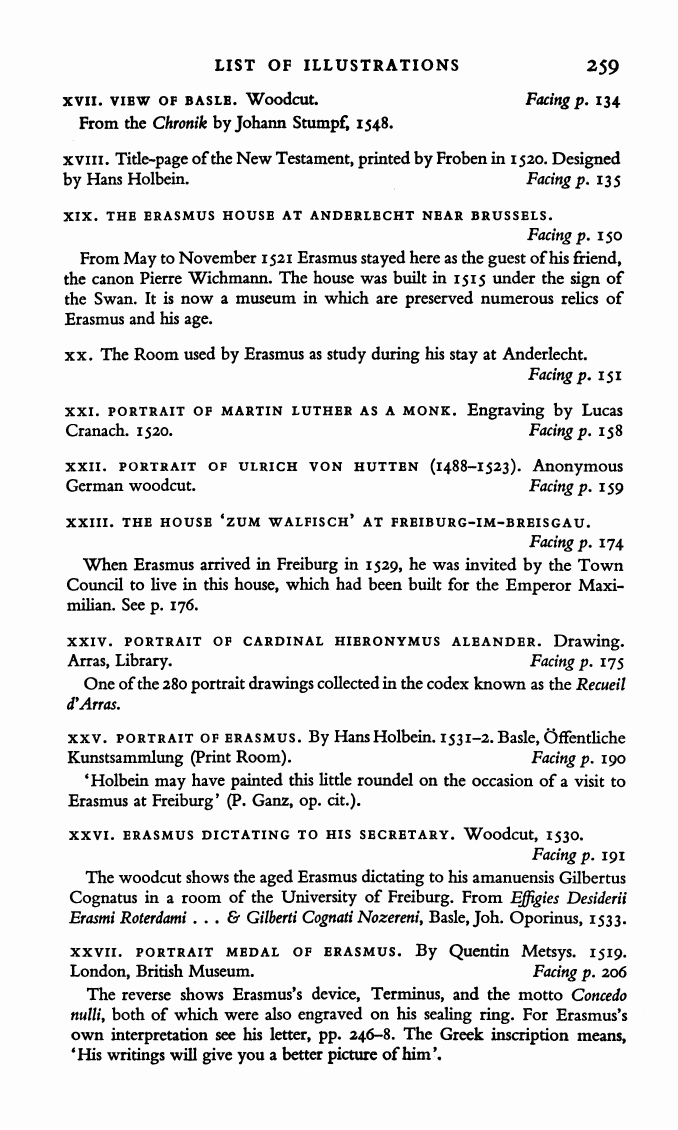 LIST OF ILLUSTRATIONS 259
XVII. VIEW OF BASLE. Woodcut. Facing p. 134
From the Chronik by Johann Stumpf, 1548.
XVIII. Title-page of the New Testament, printed by Froben in 1520. Designed
by Hans Holbein. Facing p. 135
XIX. THE ERASMUS HOUSE AT ANDERLECHT NEAR BRUSSELS.
Facing p. 150
From May to November 1521 Erasmus stayed here as the guest of his friend,
the canon Pierre Wichmann. The house was built in 1515 under the sign of
the Swan. It is now a museum in which are preserved numerous relics of
Erasmus and his age.
XX. The Room used by Erasmus as study during his stay at Anderlecht.
Facing p. 151
XXI. PORTRAIT OF MARTIN LUTHER AS A MONK. Engraving by Lucas
Cranach. 1520. Facing p. 158
XXII. PORTRAIT OF ULRICH VON HUTTEN (1488–1523). Anonymous
German woodcut. Facing p. 159
XXIII. THE HOUSE ‘ZUM WALFISCH’ AT FREIBURG-IM-BREISGAU.
Facing p. 174
When Erasmus arrived in Freiburg in 1529, he was invited by the Town
Council to live in this house, which had been built for the Emperor Maxi-
milian. See p. 176.
XXIV. PORTRAIT OF CARDINAL HIERONYMUS ALEANDER. Drawing.
Arras, Library. Facing p. 175
One of the 280 portrait drawings collected in the codex known as the Recueil
d’Arras.
XXV. PORTRAIT OF ERASMUS. By Hans Holbein. 1531–2. Basle, Öffentliche
Kunstsammlung (Print Room). Facing p. 190
‘Holbein may have painted this little roundel on the occasion of a visit to
Erasmus at Freiburg’ (P. Ganz, op. cit.).
XXVI. ERASMUS DICTATING TO HIS SECRETARY. Woodcut, 1530.
Facing p. 191
The woodcut shows the aged Erasmus dictating to his amanuensis Gilbertus
Cognatus in a room of the University of Freiburg. From Effigies Desiderii
Erasmi Roterdami . . . & Gilberti Cognati Nozereni, Basle, Joh. Oporinus, 1533.
XXVII. PORTRAIT MEDAL OF ERASMUS. By Quentin Metsys. 1519.
London, British Museum. Facing p. 206
The reverse shows Erasmus’s device, Terminus, and the motto Concedo
nulli, both of which were also engraved on his sealing ring. For Erasmus’s
own interpretation see his letter, pp. 246–8. The Greek inscription means,
‘His writings will give you a better picture of him’.